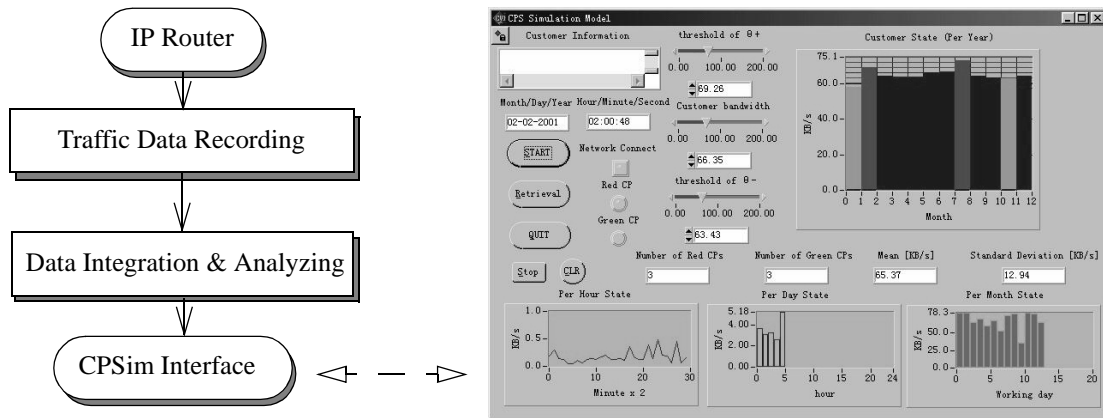 IP Router
Traffic Data Recording
Data Integration & Analyzing
CPSim Interface
CPS Simulation Model
Customer Information
threshold of θ+
0.00 100.00 200.00
69.26
Month/Day/Year Hour/Minute/Second
02-02-2001 02:00:48
Customer bandwidth
0.00 100.00 200.00
66.35
START
Network Connect
Retrieval
Red CP
threshold of θ-
0.00 100.00 200.00
Green CP
QUIT
63.43
Customer State (Per Year)
75.1
60.0
40.0
20.0
0.0
KB/s
0 1 2 3 4 5 6 7 8 9 10 11 12
Month
Stop
CLR
Number of Red CPs
3
Number of Green CPs
3
Mean [KB/s]
65.37
Standard Deviation [KB/s]
12.94
Per Hour State
1.0
0.5
0.0
KB/s
0 10 20 30
Minute x 2
Per Day State
5.18
4.00
2.00
0.00
KB/s
0 5 10 15 20 24
hour
Per Month State
78.3
50.0
25.0
0.0
KB/s
0 5 10 15 20
Working day